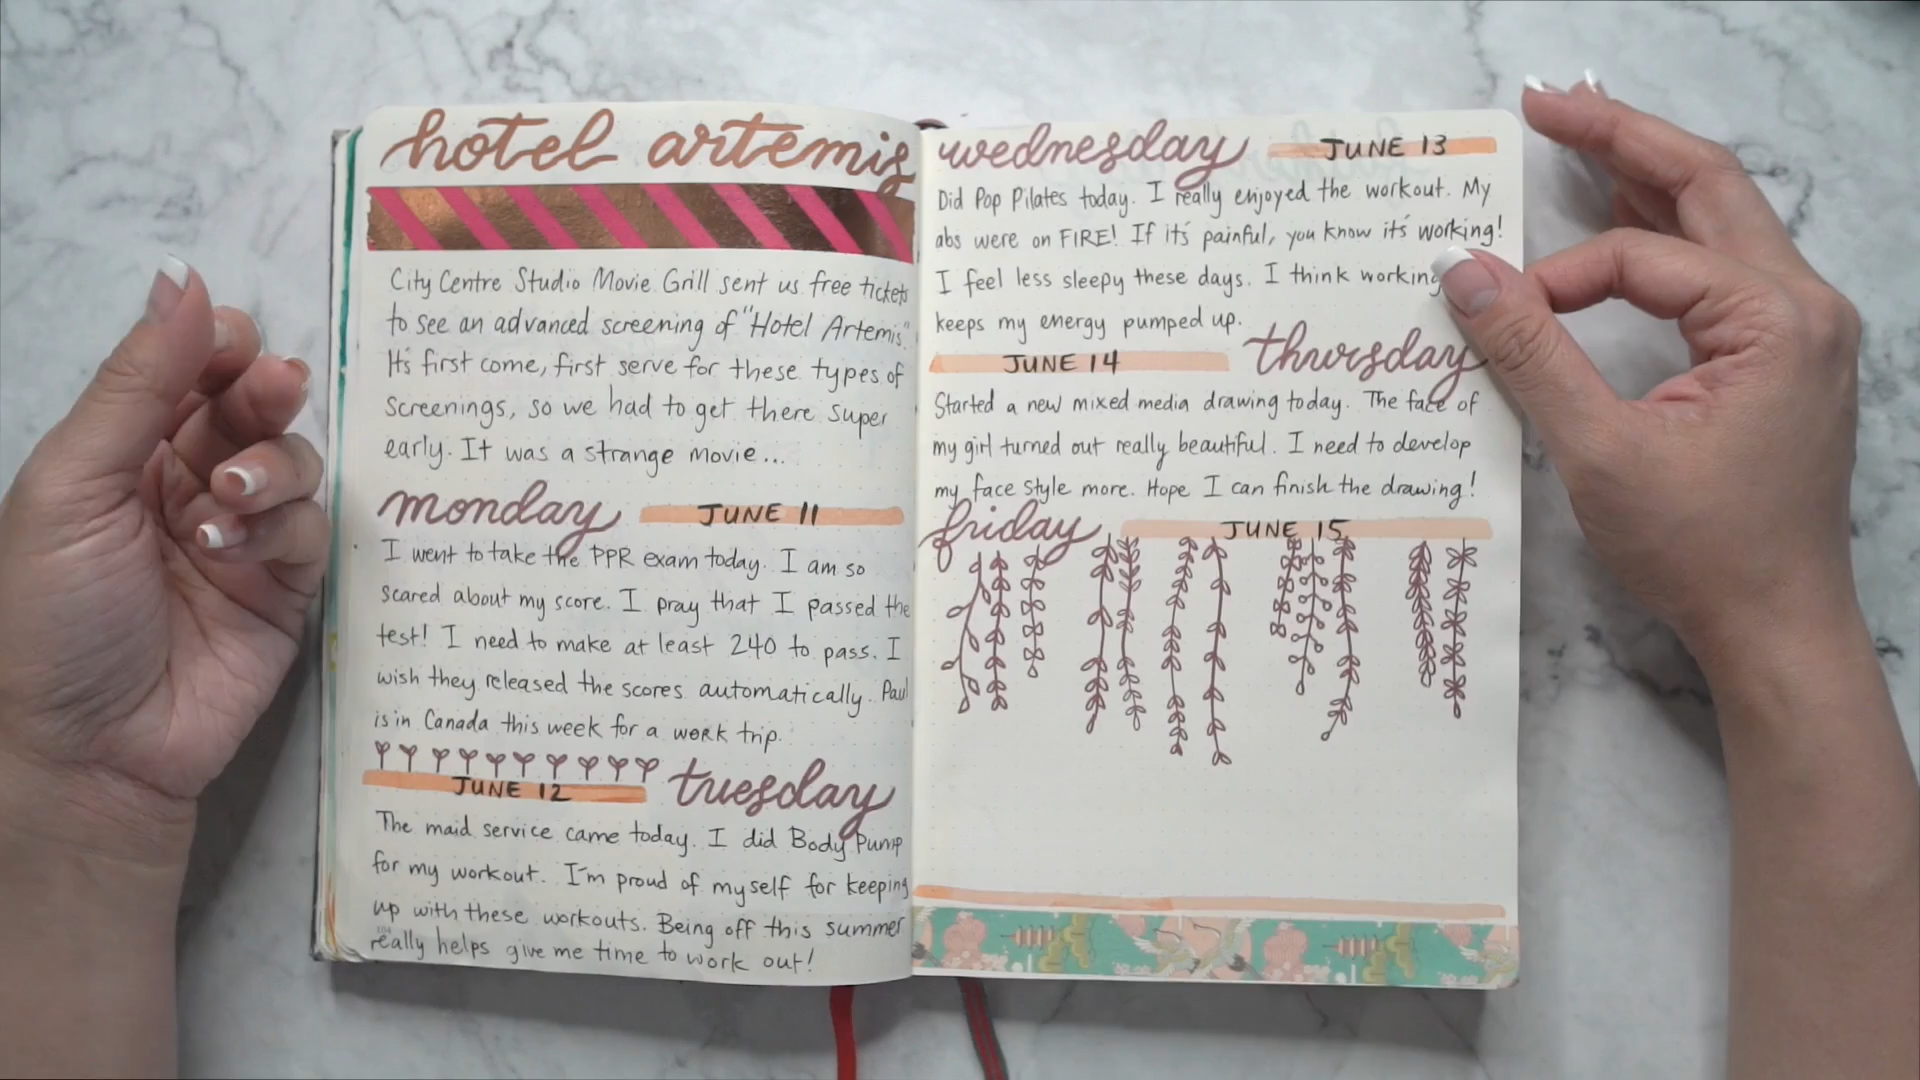 hotel artemis
City Centre Studio Movie Grill sent us free tickets
to see an advanced screening of "Hotel Artemis".
It's first come, first serve for these types of
screenings, so we had to get there super
early. It was a strange movie...
monday JUNE 11
I went to take the PPR exam today. I am so
scared about my score. I pray that I passed the
test! I need to make at least 240 to pass. I
wish they released the scores automatically. Paul
is in Canada this week for a work trip.
JUNE 12 tuesday
The maid service came today. I did Body Pump
for my workout. I'm proud of myself for keeping
up with these workouts. Being off this summer
really helps give me time to work out!
wednesday JUNE 13
Did Pop Pilates today. I really enjoyed the workout. My
abs were on FIRE! If it's painful, you know it's working!
I feel less sleepy these days. I think working
keeps my energy pumped up.
JUNE 14 thursday
Started a new mixed media drawing today. The face of
my girl turned out really beautiful. I need to develop
my face style more. Hope I can finish the drawing!
friday JUNE 15